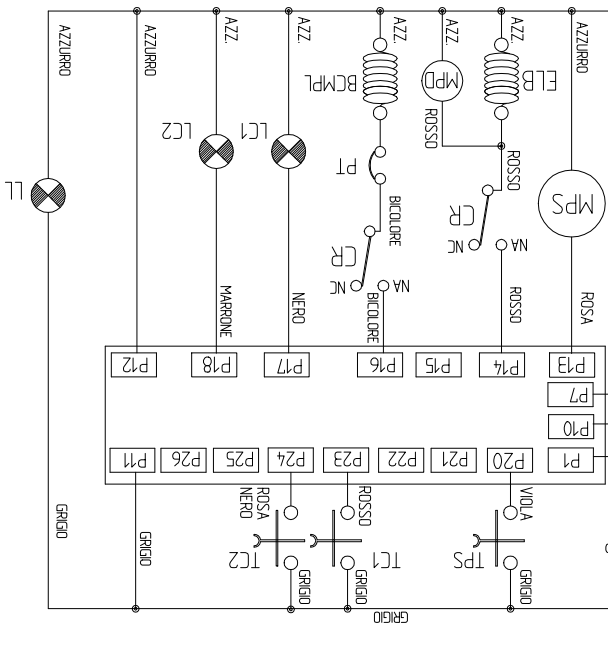 AZZURRO
AZZURRO
AZZ.
AZZ.
AZZ.
AZZ.
AZZ.
AZZURRO
BCMPL
MPD
ELB
ROSSO
LC2
LC1
PT
ROSSO
LL
BICOLORE
CR
CR
MPS
NC
NA
NC
NA
MARRONE
NERO
BICOLORE
ROSSO
ROSA
P12
P18
P17
P16
P15
P14
P13
P7
P10
P11
P26
P25
P24
P23
P22
P21
P20
P1
GRIGIO
GRIGIO
ROSA
NERO
ROSSO
VIOLA
TC2
TC1
TPS
GRIGIO
GRIGIO
GRIGIO
GRIGIO